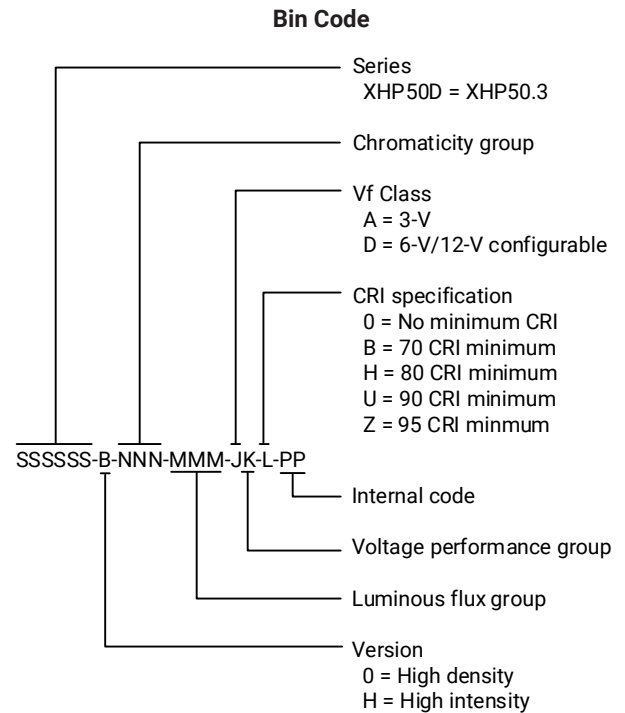 Bin Code
Series
XHP50D = XHP50.3
Chromaticity group
Vf Class
A = 3-V
D = 6-V/12-V configurable
CRI specification
0 = No minimum CRI
B = 70 CRI minimum
H = 80 CRI minimum
U = 90 CRI minimum
Z = 95 CRI minmum
SSSSSS-B-NNN-MMM-JK-L-PP
Internal code
Voltage performance group
Luminous flux group
Version
0 = High density
H = High intensity